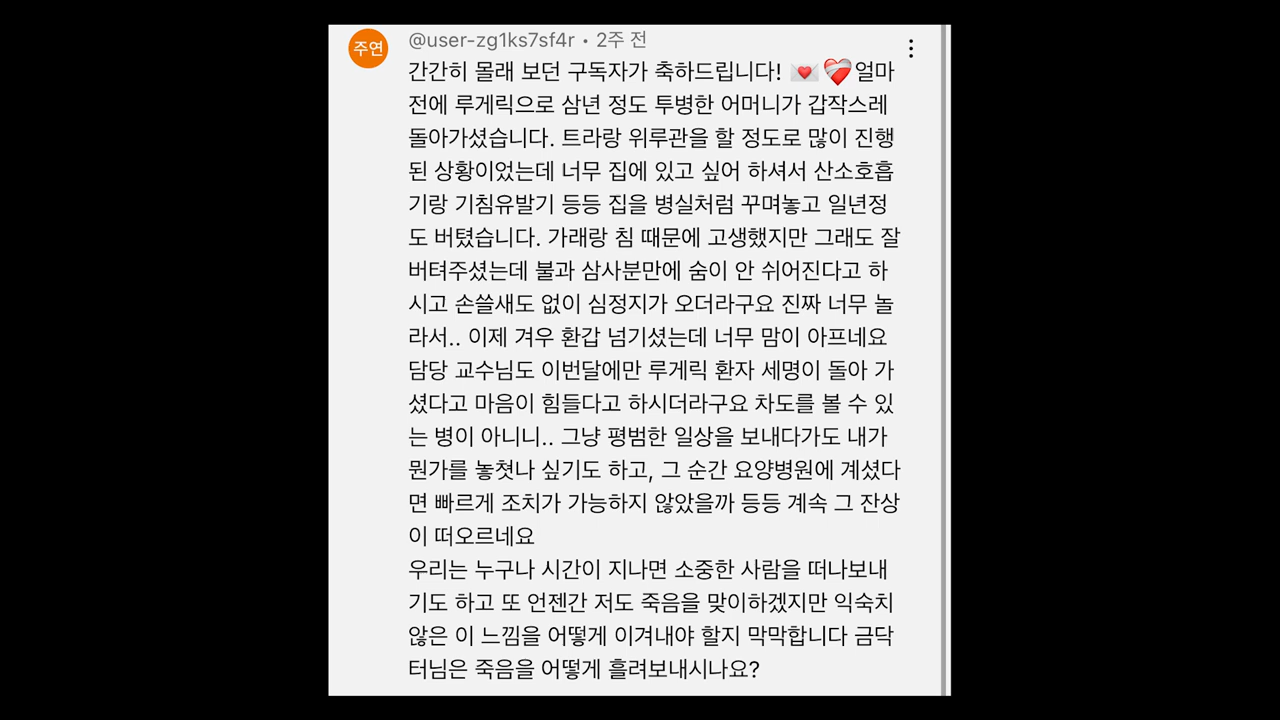 주연
@user-zg1ks7sf4r • 2주 전
간간히 몰래 보던 구독자가 축하드립니다! 💌 ❤️‍🩹얼마
전에 루게릭으로 삼년 정도 투병한 어머니가 갑작스레
돌아가셨습니다. 트라랑 위루관을 할 정도로 많이 진행
된 상황이었는데 너무 집에 있고 싶어 하셔서 산소호흡
기랑 기침유발기 등등 집을 병실처럼 꾸며놓고 일년정
도 버텼습니다. 가래랑 침 때문에 고생했지만 그래도 잘
버텨주셨는데 불과 삼사분만에 숨이 안 쉬어진다고 하
시고 손쓸새도 없이 심정지가 오더라구요 진짜 너무 놀
라서.. 이제 겨우 환갑 넘기셨는데 너무 맘이 아프네요
담당 교수님도 이번달에만 루게릭 환자 세명이 돌아 가
셨다고 마음이 힘들다고 하시더라구요 차도를 볼 수 있
는 병이 아니니.. 그냥 평범한 일상을 보내다가도 내가
뭔가를 놓쳤나 싶기도 하고, 그 순간 요양병원에 계셨다
면 빠르게 조치가 가능하지 않았을까 등등 계속 그 잔상
이 떠오르네요
우리는 누구나 시간이 지나면 소중한 사람을 떠나보내
기도 하고 또 언젠간 저도 죽음을 맞이하겠지만 익숙치
않은 이 느낌을 어떻게 이겨내야 할지 막막합니다 금닥
터님은 죽음을 어떻게 흘려보내시나요?